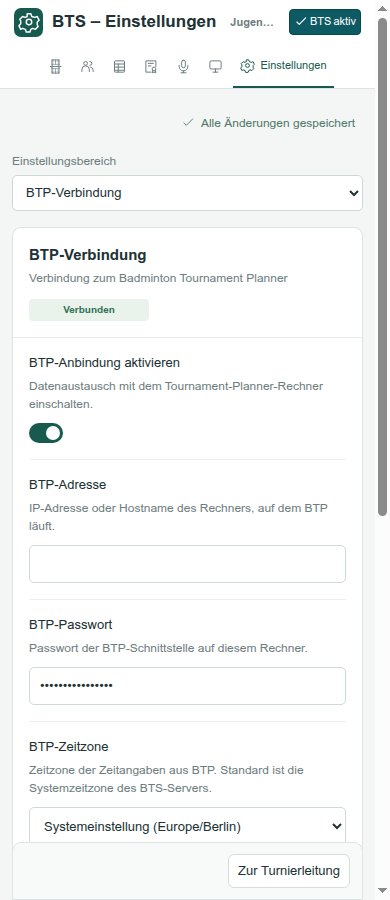 BTS – Einstellungen
Jugen...
BTS aktiv
Einstellungen
Alle Änderungen gespeichert
Einstellungsbereich
BTP-Verbindung
BTP-Verbindung
Verbindung zum Badminton Tournament Planner
Verbunden
BTP-Anbindung aktivieren
Datenaustausch mit dem Tournament-Planner-Rechner
einschalten.
BTP-Adresse
IP-Adresse oder Hostname des Rechners, auf dem BTP
läuft.
BTP-Passwort
Passwort der BTP-Schnittstelle auf diesem Rechner.
••••••••••••••••
BTP-Zeitzone
Zeitzone der Zeitangaben aus BTP. Standard ist die
Systemzeitzone des BTS-Servers.
Systemeinstellung (Europe/Berlin)
Zur Turnierleitung